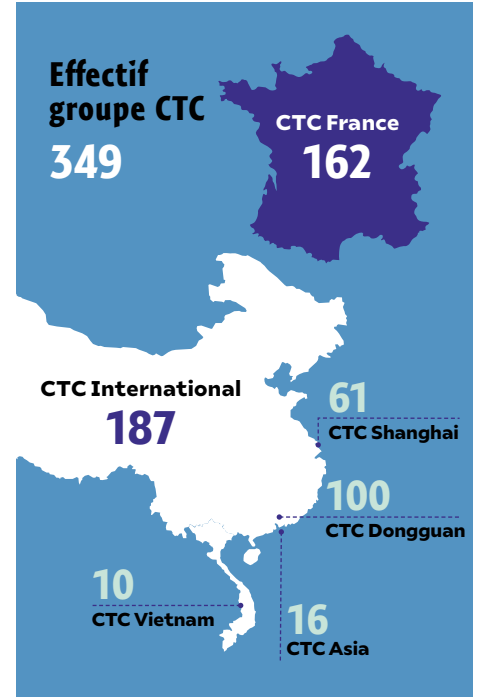 Effectif
groupe CTC
349
CTC France
162
CTC International
187
61
CTC Shanghai
100
CTC Dongguan
10
CTC Vietnam
16
CTC Asia